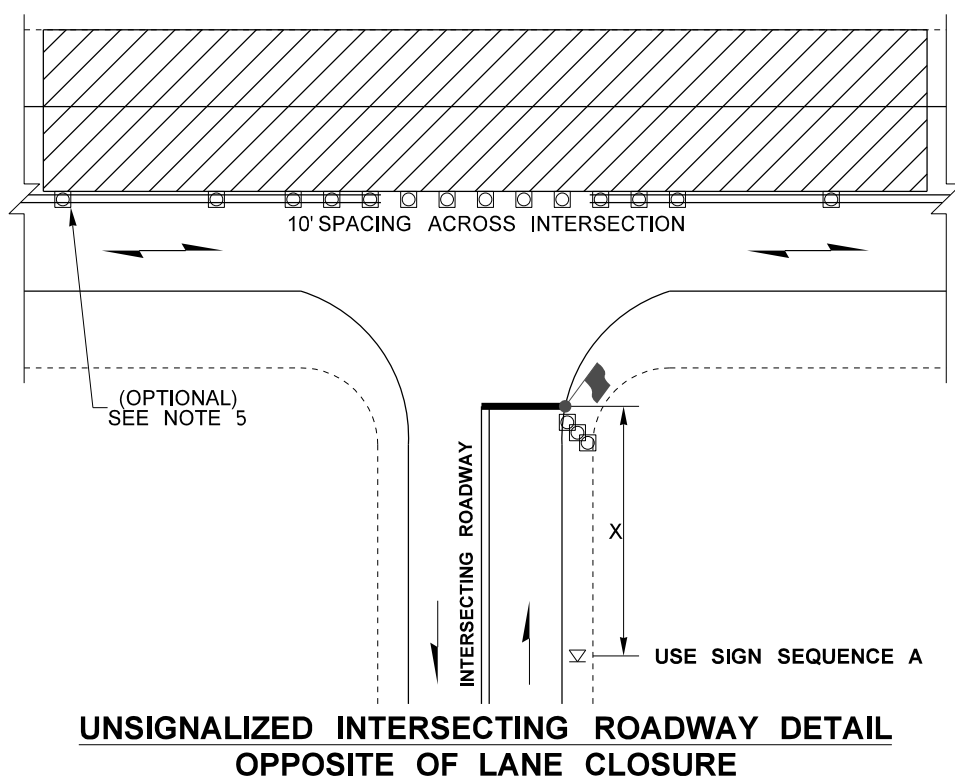 10' SPACING ACROSS INTERSECTION
(OPTIONAL)
SEE NOTE 5
INTERSECTING ROADWAY
X
USE SIGN SEQUENCE A
UNSIGNALIZED INTERSECTING ROADWAY DETAIL
OPPOSITE OF LANE CLOSURE